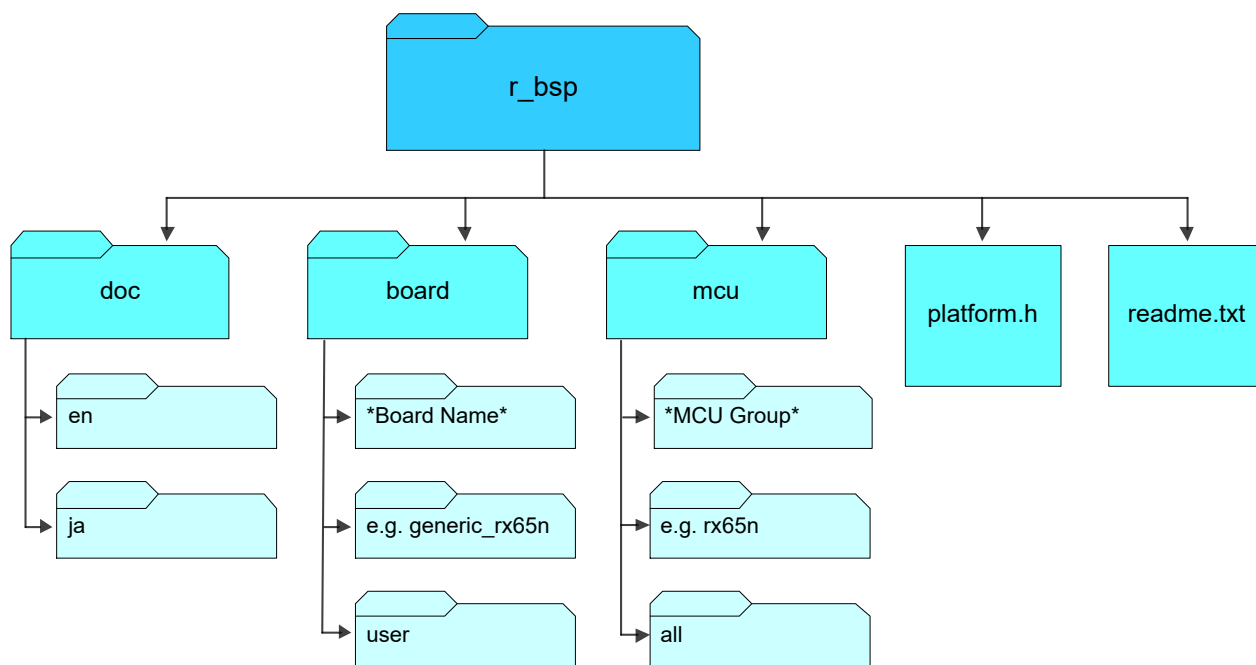 r_bsp
doc
board
mcu
platform.h
readme.txt
en
*Board Name*
*MCU Group*
ja
e.g. generic_rx65n
e.g. rx65n
user
all